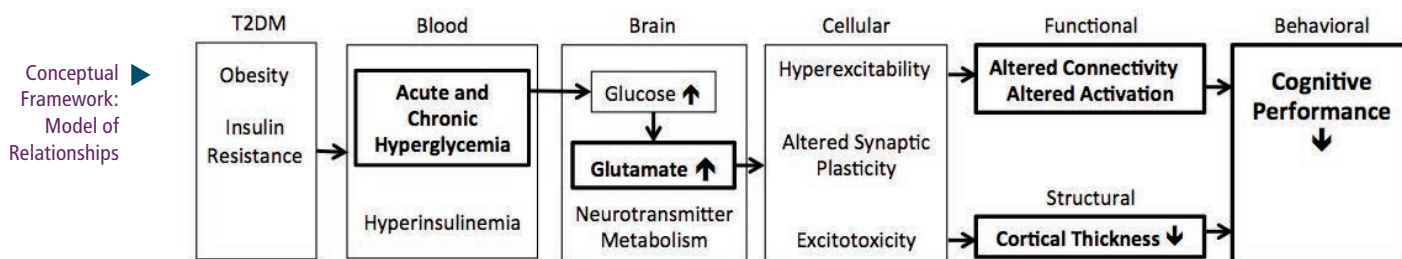 Conceptual
Framework:
Model of
Relationships
T2DM
Obesity
Insulin
Resistance
Blood
Acute and
Chronic
Hyperglycemia
Hyperinsulinemia
Brain
Glucose
Glutamate
Neurotransmitter
Metabolism
Cellular
Hyperexcitability
Altered Synaptic
Plasticity
Excitotoxicity
Functional
Altered Connectivity
Altered Activation
Structural
Cortical Thickness
Behavioral
Cognitive
Performance